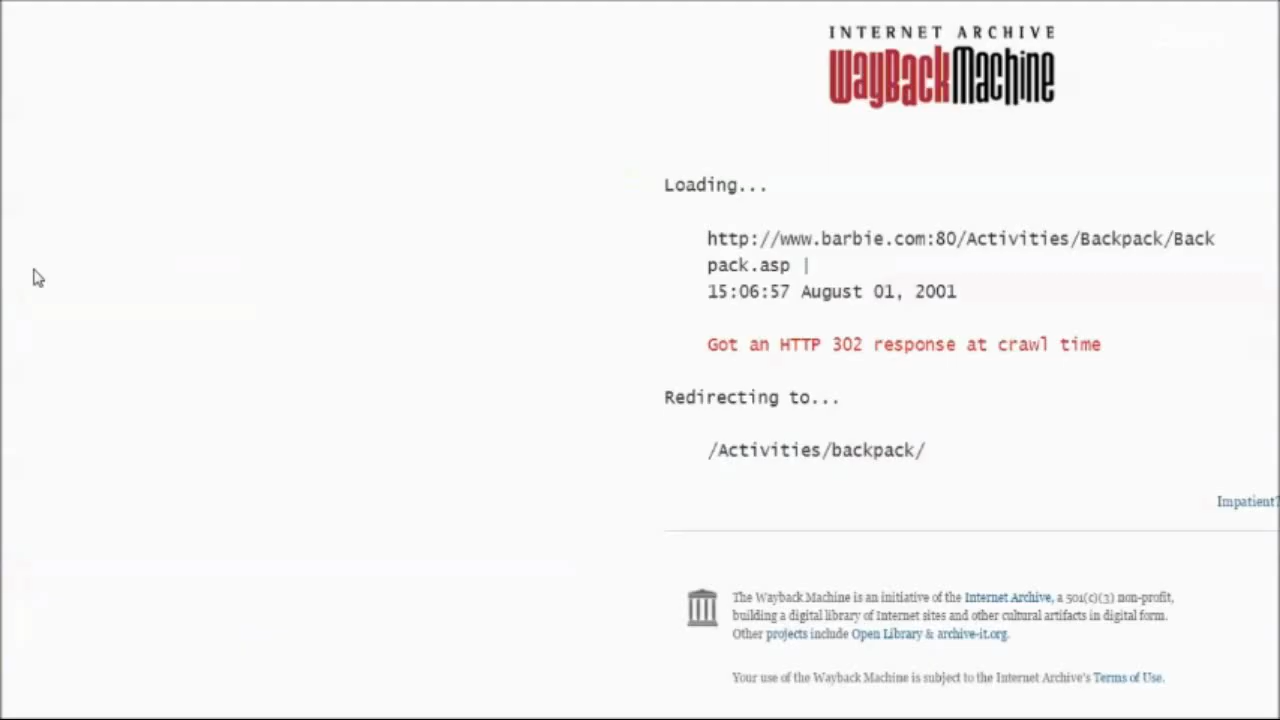 INTERNET ARCHIVE
WayBackMachine
Loading...
http://www.barbie.com:80/Activities/Backpack/Back
pack.asp |
15:06:57 August 01, 2001
Got an HTTP 302 response at crawl time
Redirecting to...
/Activities/backpack/
Impatient?
The Wayback Machine is an initiative of the Internet Archive, a 501(c)(3) non-profit,
building a digital library of Internet sites and other cultural artifacts in digital form.
Other projects include Open Library & archive-it.org.
Your use of the Wayback Machine is subject to the Internet Archive's Terms of Use.